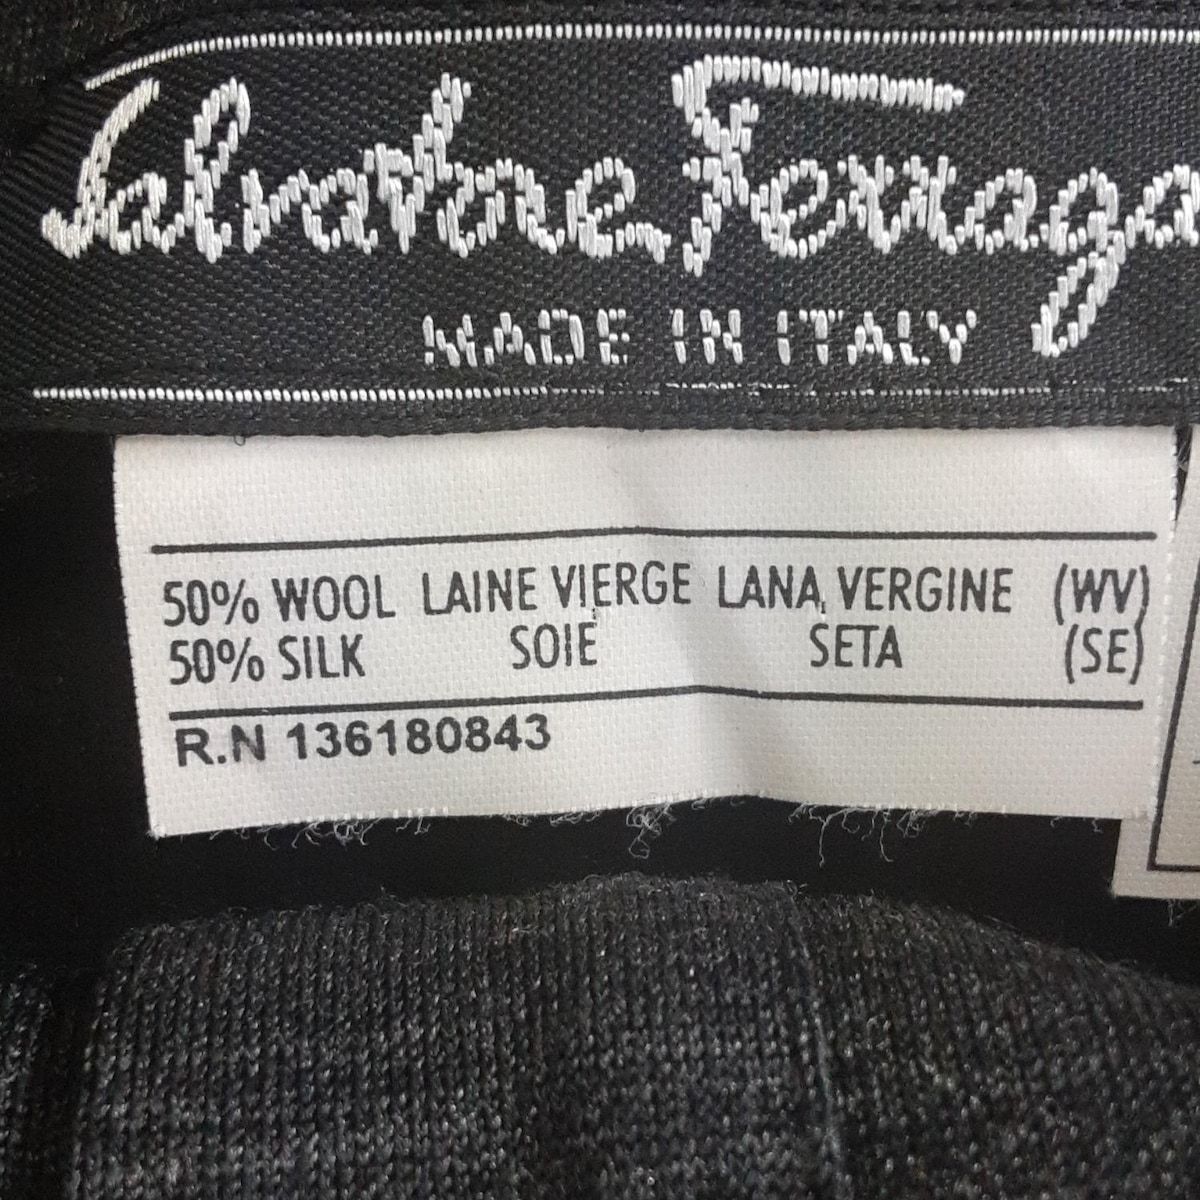 Salvatore Ferraga
MADE IN ITALY
50% WOOL LAINE VIERGE LANA VERGINE (WV)
50% SILK SOIE SETA (SE)
R.N 136180843